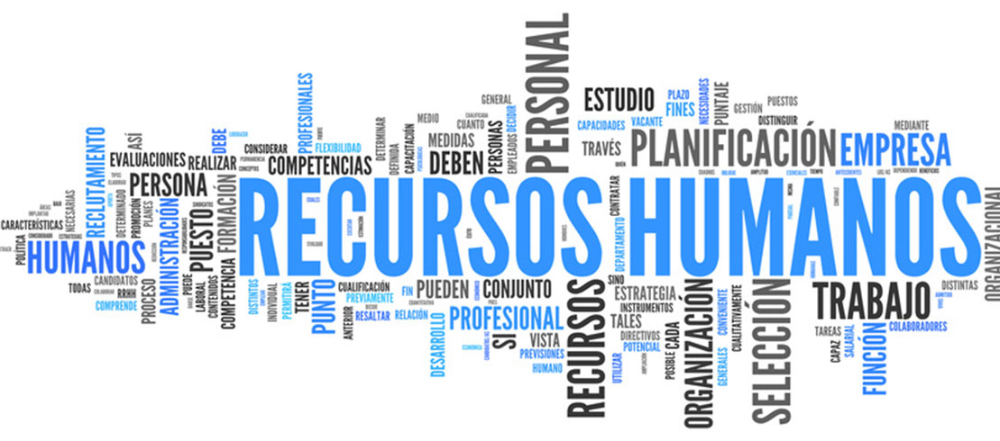 PERSONAL
PROFESIONALES
ESTUDIO
PLAZO
FINES
NECESIDADES
PUNTAJE
GESTIÓN
PUESTOS
GENERAL
MEDIO
CUANTO
DECIDIR
CAPACIDADES
VACANTE
DISTINGUIR
MEDIANTE
RECLUTAMIENTO
ASÍ
DEBE
CONSIDERAR
FLEXIBILIDAD
DETERMINAR
DEFINIDA
CAPACITACIÓN
MEDIDAS
PERSONAS
EMPLEADOS
TRAVÉS
PLANIFICACIÓN
EMPRESA
EVALUACIONES
REALIZAR
COMPETENCIAS
DEBEN
PERSONA
FORMACIÓN
RECURSOS HUMANOS
CONTRATAR
DEPARTAMENTO
ORGANIZACIONAL
NECESARIAS
DETERMINADO
PROMOCIÓN
PLANES
ADMINISTRACIÓN
PUESTO
CARACTERÍSTICAS
POLÍTICA
HUMANOS
TODAS
CANDIDATOS
RRHH
COMPRENDE
PROCESO
PUEDE
LABORAL
CONTENIDOS
COMPETENCIA
DISTINTOS
INDIVIDUAL
PERMITIRÁ
TENER
PUNTO
CUALIFICACIÓN
PREVIAMENTE
ANTERIOR
RESALTAR
FIN
PUEDEN
RELACIÓN
CONJUNTO
PROFESIONAL
DESARROLLO
SI
VISTA
PREVISIONES
HUMANO
RECURSOS
SINO
ESTRATEGIA
INSTRUMENTOS
TALES
DIRECTIVOS
POTENCIAL
UTILIZAR
POSIBLE
CADA
ORGANIZACIÓN
CONVENIENTE
GENERALES
CUALITATIVAMENTE
SELECCIÓN
TRABAJO
DISTINTAS
TAREAS
CAPAZ
SALARIAL
FUNCIÓN
COLABORADORES